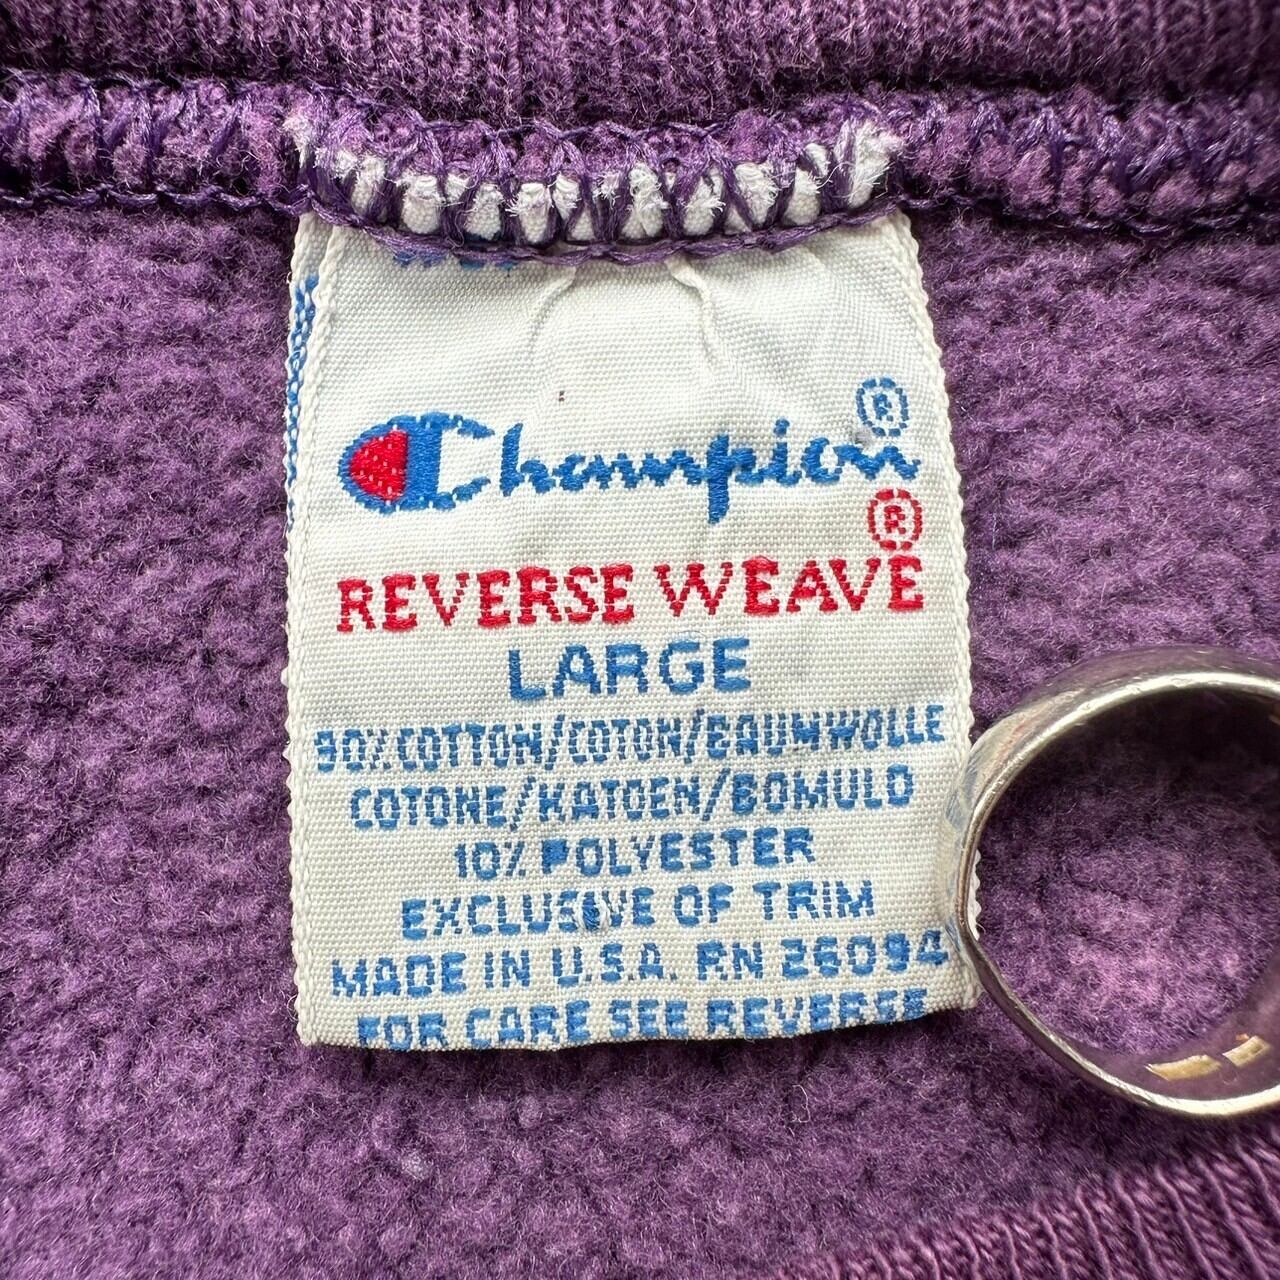 Champion®
REVERSE WEAVE®
LARGE
90% COTTON/COTON/BAUMWOLLE
COTONE/KATOEN/BOMULD
10% POLYESTER
EXCLUSIVE OF TRIM
MADE IN U.S.A. RN 26094
FOR CARE SEE REVERSE